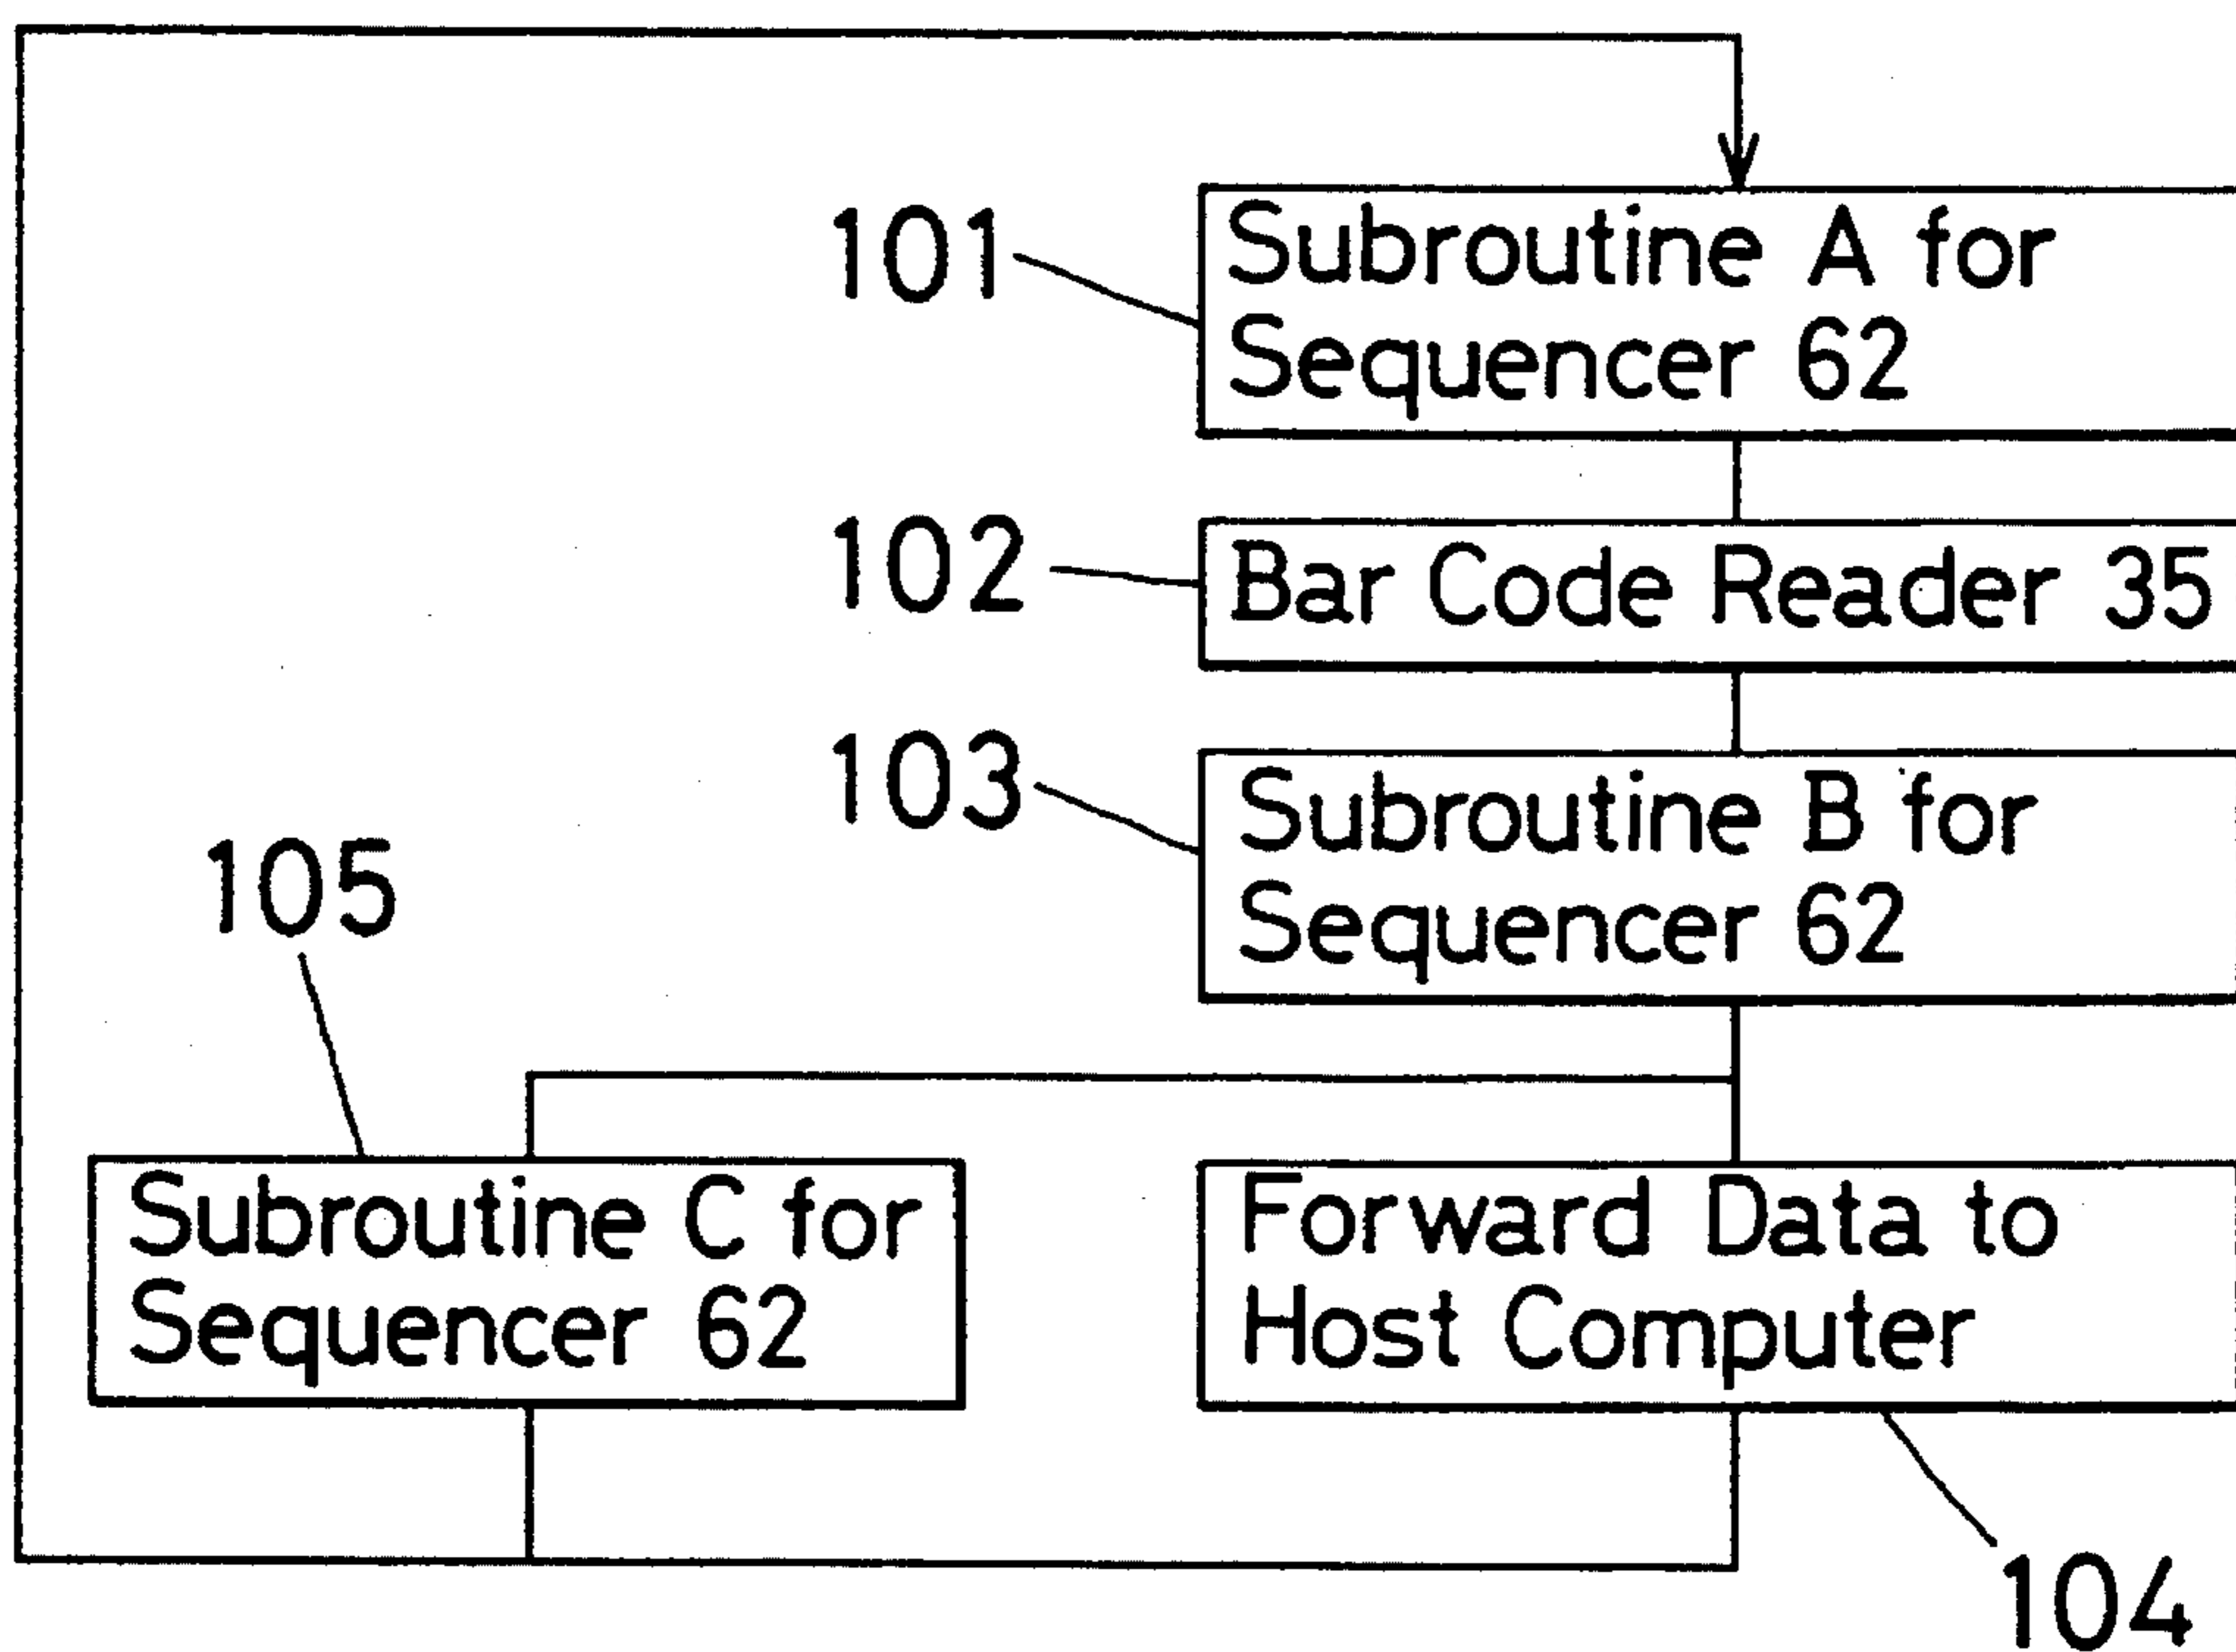 101
Subroutine A for
Sequencer 62
102
Bar Code Reader 35
103
Subroutine B for
Sequencer 62
105
Subroutine C for
Sequencer 62
Forward Data to
Host Computer
104